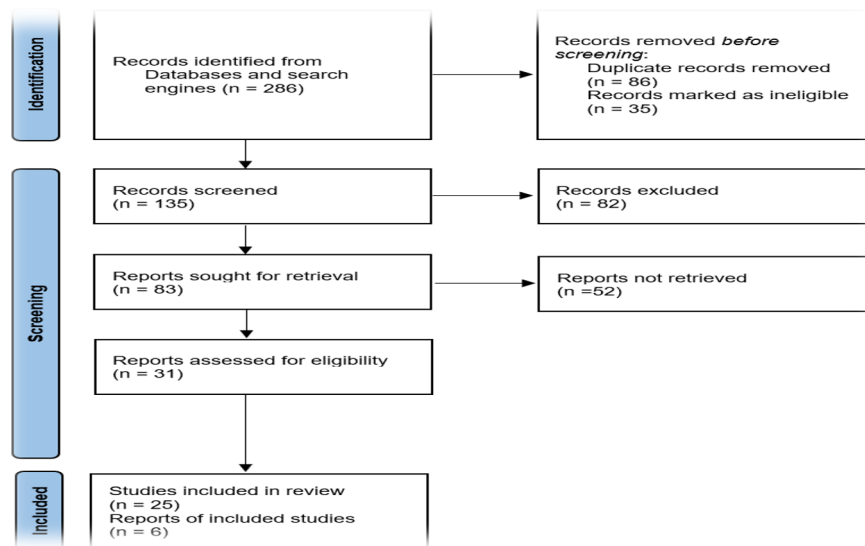 Identification
Records identified from
Databases and search
engines (n = 286)
Records removed before
screening:
Duplicate records removed
(n = 86)
Records marked as ineligible
(n = 35)
Screening
Records screened
(n = 135)
Records excluded
(n = 82)
Reports sought for retrieval
(n = 83)
Reports not retrieved
(n =52)
Reports assessed for eligibility
(n = 31)
Included
Studies included in review
(n = 25)
Reports of included studies
(n = 6)